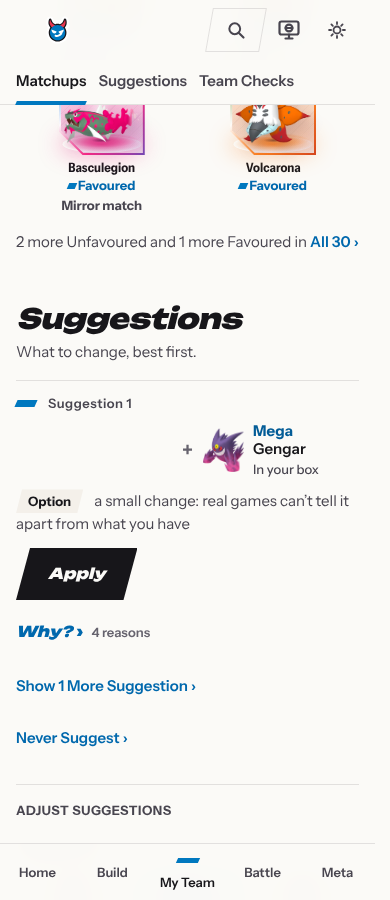 Matchups Suggestions Team Checks
Basculegion Volcarona
Favoured Favoured
Mirror match
2 more Unfavoured and 1 more Favoured in All 30 ›
Suggestions
What to change, best first.
Suggestion 1
+ Mega
Gengar
In your box
Option a small change: real games can't tell it
apart from what you have
Apply
Why? › 4 reasons
Show 1 More Suggestion ›
Never Suggest ›
ADJUST SUGGESTIONS
Home Build My Team Battle Meta